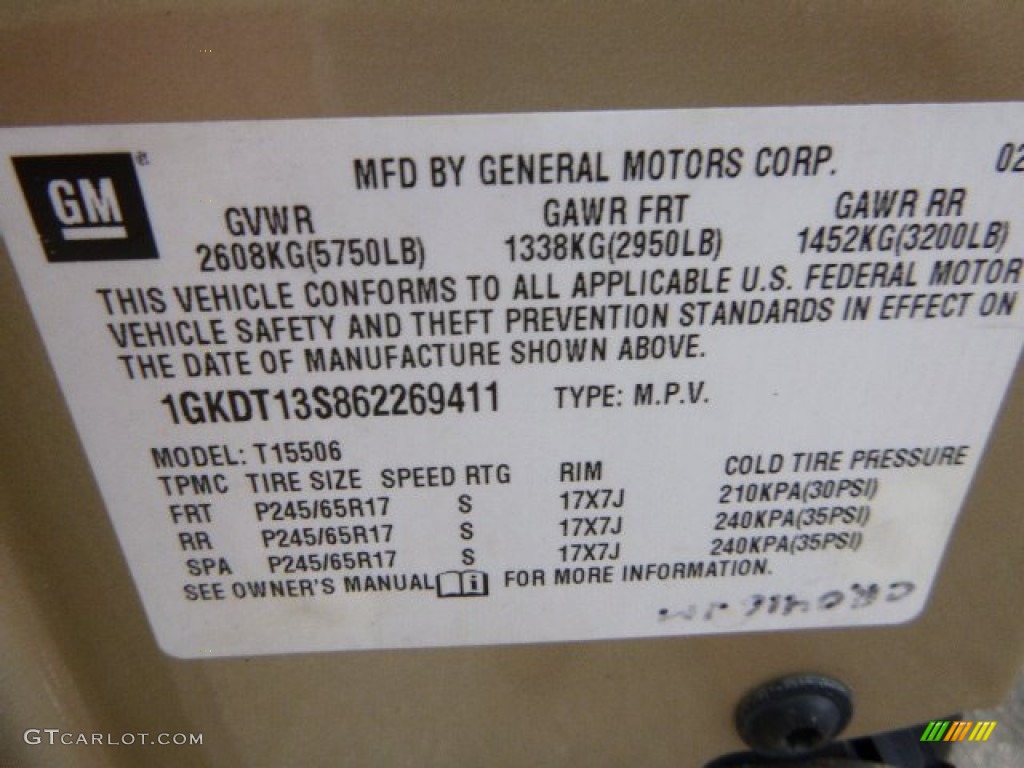 GM
MFD BY GENERAL MOTORS CORP. 02
GVWR GAWR FRT GAWR RR
2608KG(5750LB) 1338KG(2950LB) 1452KG(3200LB)
THIS VEHICLE CONFORMS TO ALL APPLICABLE U.S. FEDERAL MOTOR
VEHICLE SAFETY AND THEFT PREVENTION STANDARDS IN EFFECT ON
THE DATE OF MANUFACTURE SHOWN ABOVE.
1GKDT13S862269411 TYPE: M.P.V.
MODEL: T15506
TPMC TIRE SIZE SPEED RTG RIM COLD TIRE PRESSURE
FRT P245/65R17 S 17X7J 210KPA(30PSI)
RR P245/65R17 S 17X7J 240KPA(35PSI)
SPA P245/65R17 S 17X7J 240KPA(35PSI)
SEE OWNER'S MANUAL i FOR MORE INFORMATION.
GTCARLOT.COM